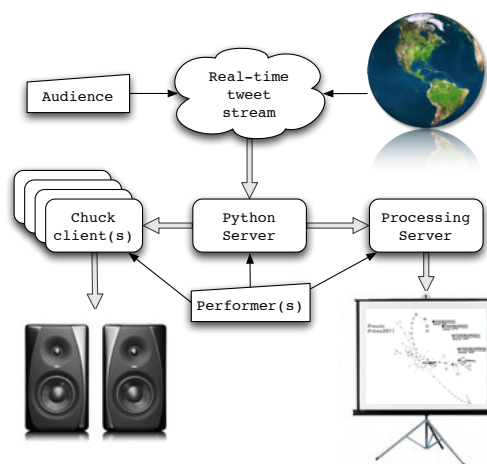 Real-time
tweet
stream
Audience
Chuck
client(s)
Python
Server
Processing
Server
Performer(s)